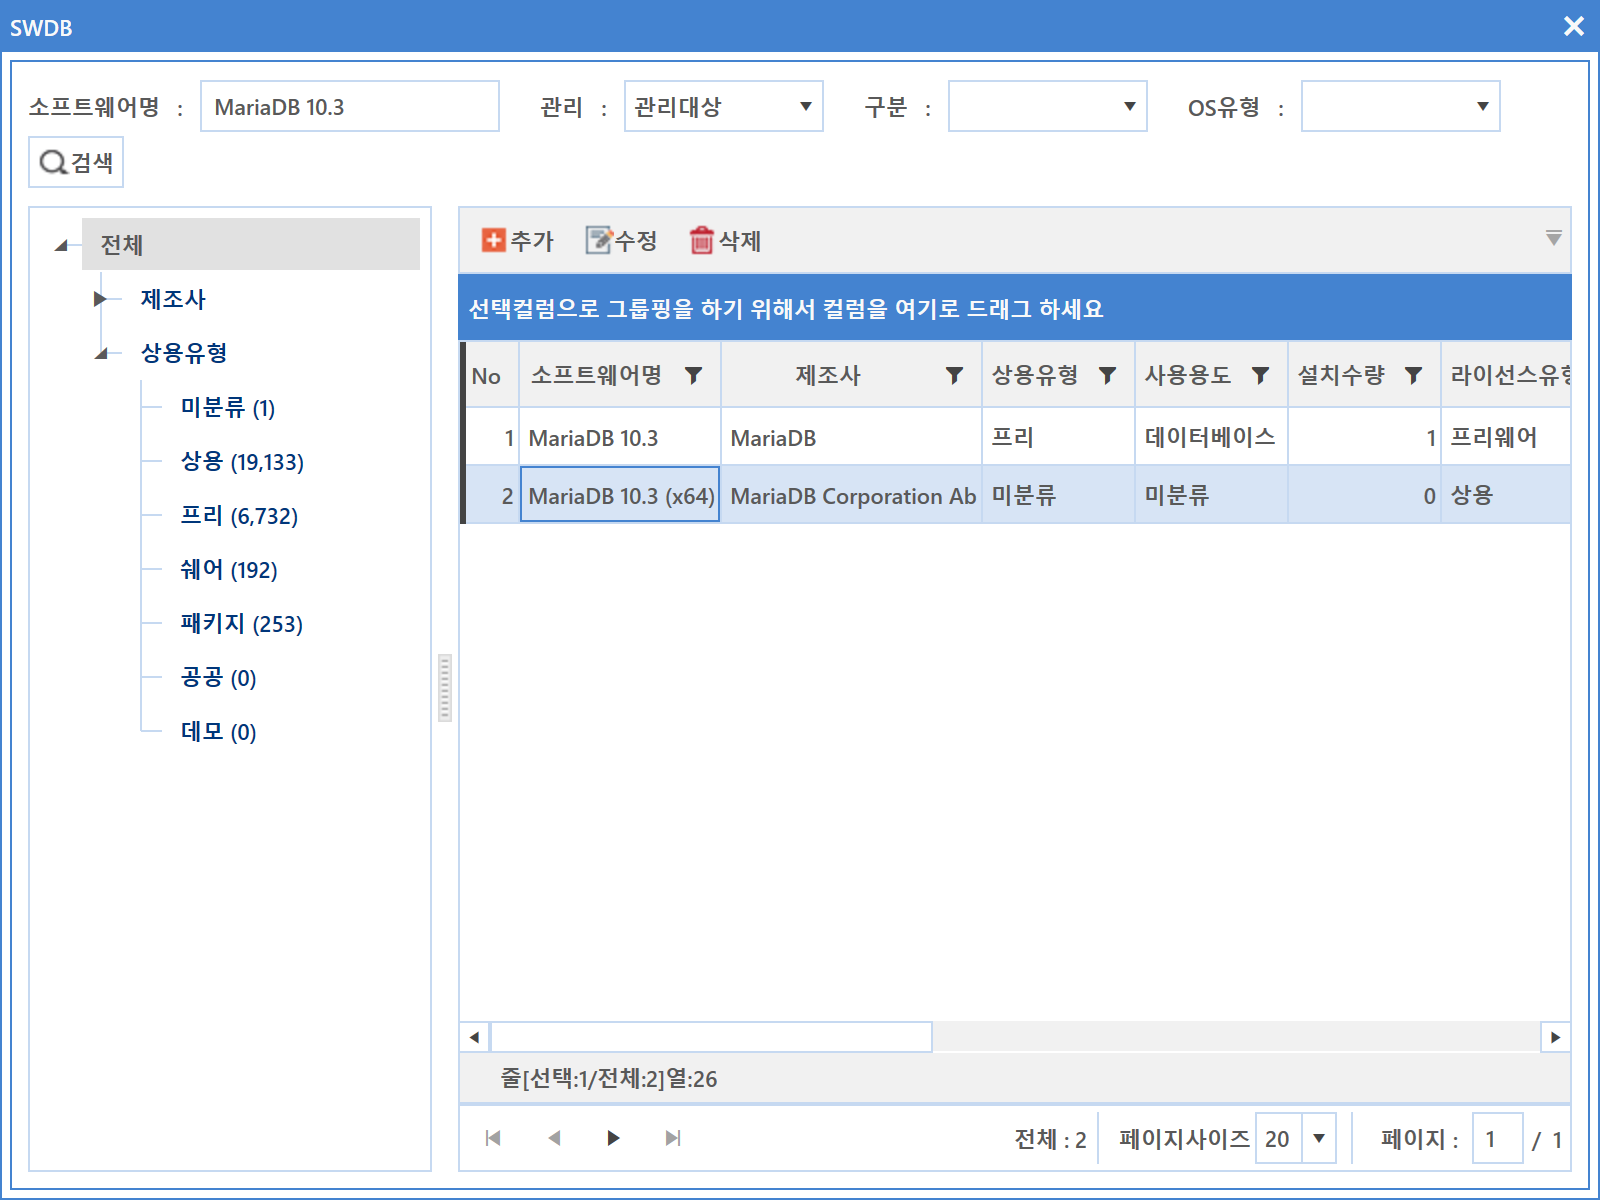 SWDB
소프트웨어명 : MariaDB 10.3 관리 : 관리대상 구분 : OS유형 :
검색
전체
제조사
상용유형
미분류 (1)
상용 (19,133)
프리 (6,732)
쉐어 (192)
패키지 (253)
공공 (0)
데모 (0)
추가 수정 삭제
선택컬럼으로 그룹핑을 하기 위해서 컬럼을 여기로 드래그 하세요
No 소프트웨어명 제조사 상용유형 사용용도 설치수량 라이선스유형
1 MariaDB 10.3 MariaDB 프리 데이터베이스 1 프리웨어
2 MariaDB 10.3 (x64) MariaDB Corporation Ab 미분류 미분류 0 상용
줄[선택:1/전체:2]열:26
전체 : 2 페이지사이즈 20 페이지 : 1 / 1